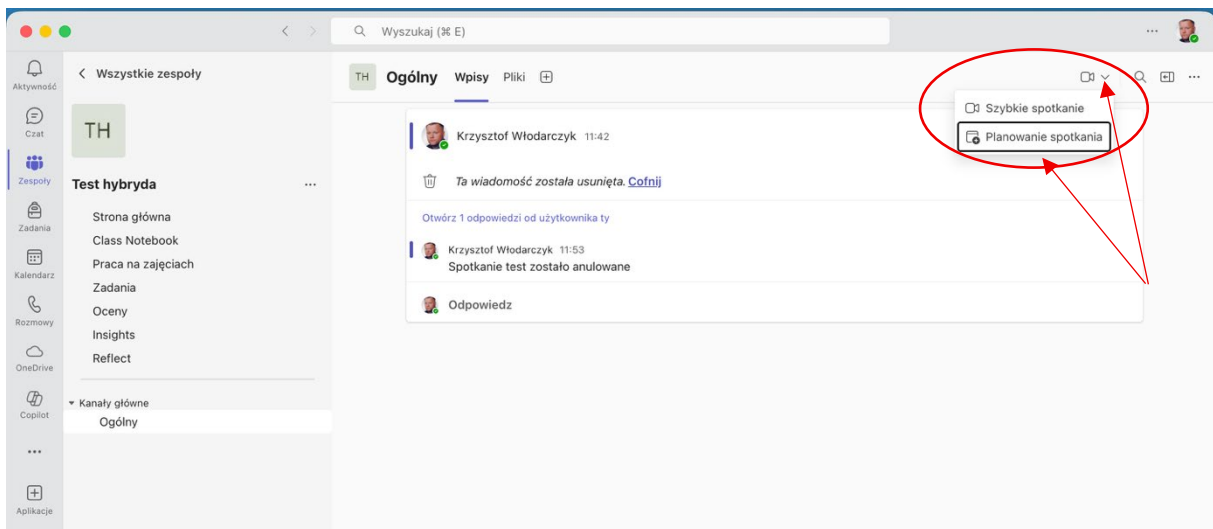 Wyszukaj (⌘ E)
Aktywność
Czat
Zespoły
Zadania
Kalendarz
Rozmowy
OneDrive
Copilot
Aplikacje
Wszystkie zespoły
TH
Test hybryda
Strona główna
Class Notebook
Praca na zajęciach
Zadania
Oceny
Insights
Reflect
Kanały główne
Ogólny
TH Ogólny Wpisy Pliki
Szybkie spotkanie
Planowanie spotkania
Krzysztof Włodarczyk 11:42
Ta wiadomość została usunięta. Cofnij
Otwórz 1 odpowiedzi od użytkownika ty
Krzysztof Włodarczyk 11:53
Spotkanie test zostało anulowane
Odpowiedz